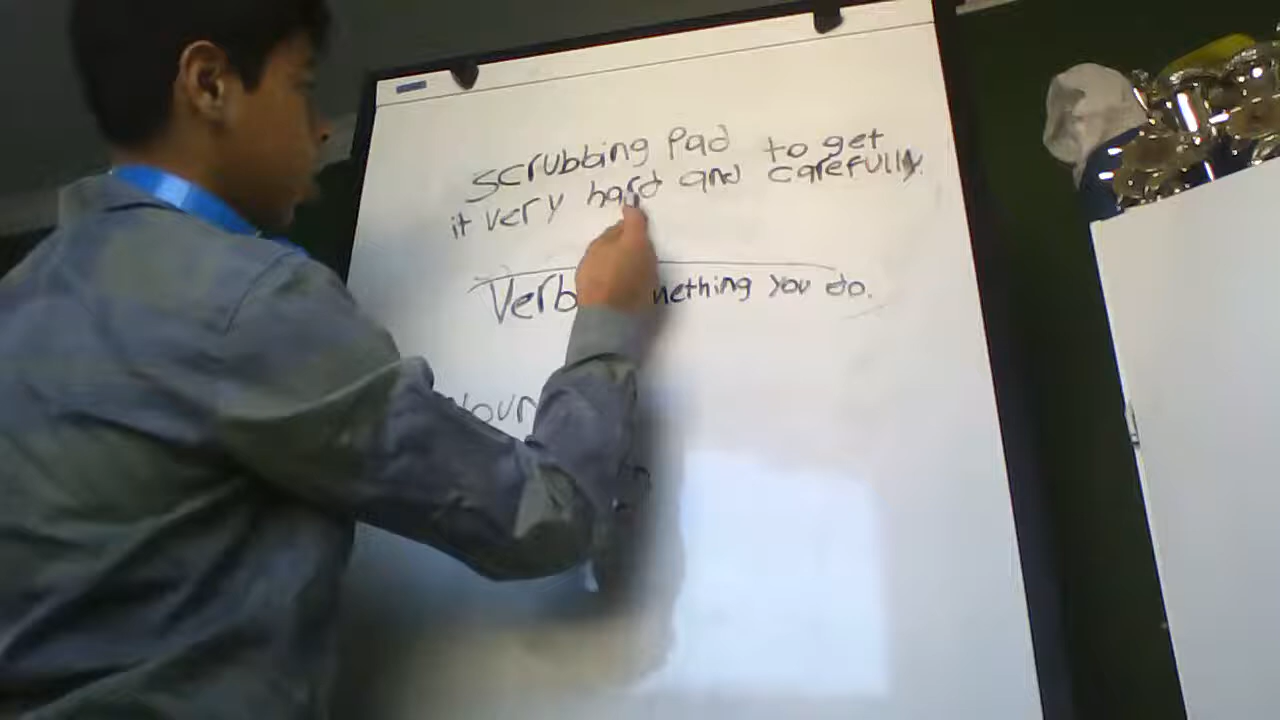 scrubbing Pad to get
it very hard and carefully.
Verb nething you do.